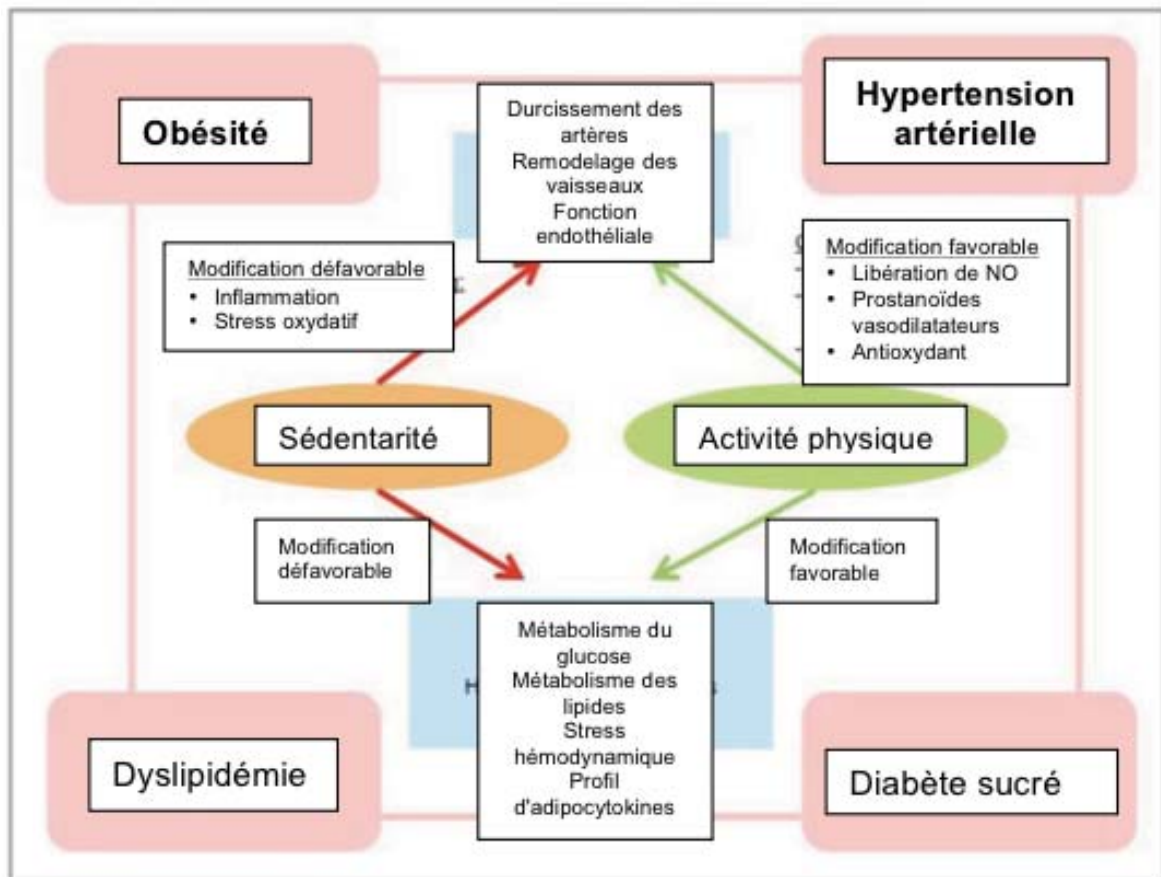 Obésité
Hypertension
artérielle
Durcissement des
artères
Remodelage des
vaisseaux
Fonction
endothéliale
Modification défavorable
• Inflammation
• Stress oxydatif
Modification favorable
• Libération de NO
• Prostanoïdes
vasodilatateurs
• Antioxydant
Sédentarité
Activité physique
Modification
défavorable
Modification
favorable
Métabolisme du
glucose
Métabolisme des
lipides
Stress
hémodynamique
Profil
d'adipocytokines
Dyslipidémie
Diabète sucré